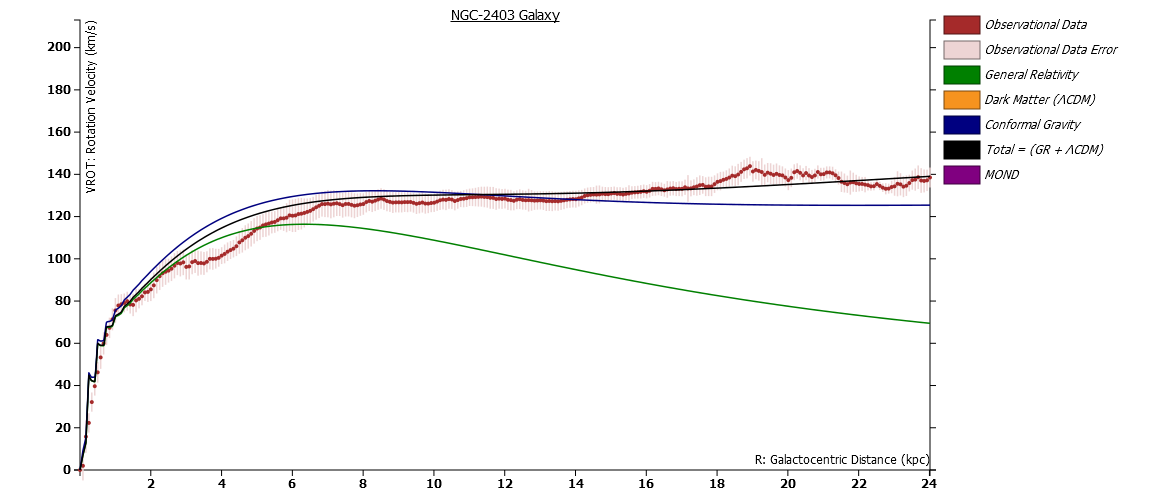 NGC-2403 Galaxy
YROT: Rotation Velocity (km/s)
200
180
160
140
120
100
80
60
40
20
0
2
4
6
8
10
12
14
16
18
20
22
24
R: Galactocentric Distance (kpc)
Observational Data
Observational Data Error
General Relativity
Dark Matter (ΛCDM)
Conformal Gravity
Total = (GR + ΛCDM)
MOND